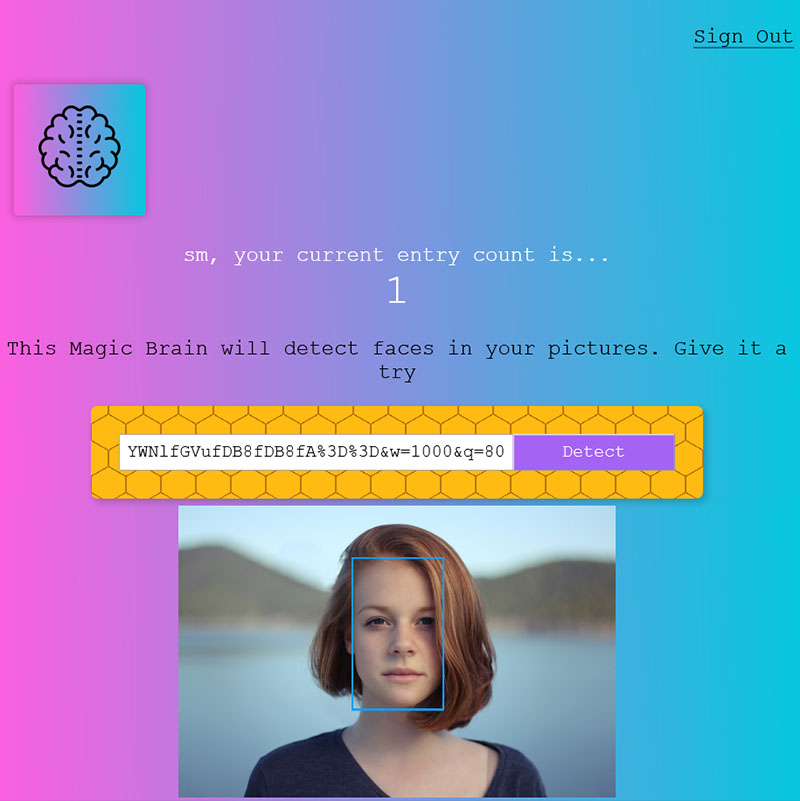 Sign Out
sm, your current entry count is...
1
This Magic Brain will detect faces in your pictures. Give it a
try
YWNlfGVufDB8fDB8fA%3D%3D&w=1000&q=80
Detect